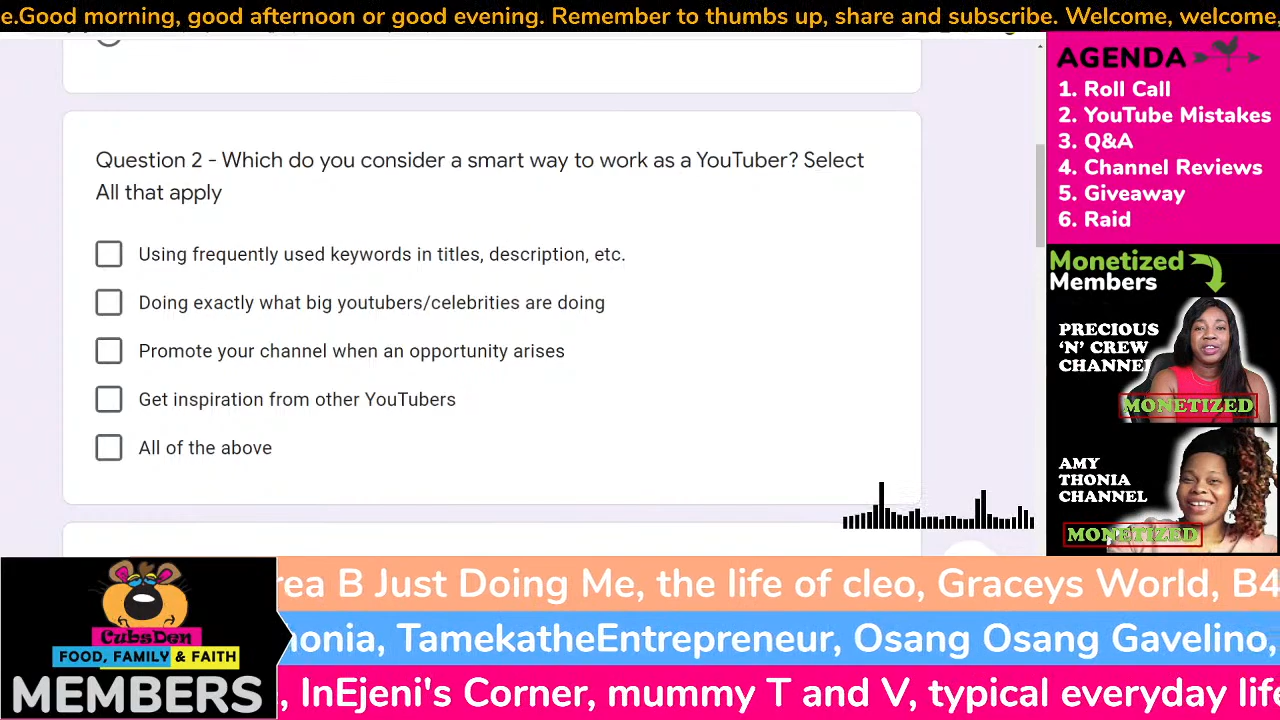 e.Good morning, good afternoon or good evening. Remember to thumbs up, share and subscribe. Welcome, welcome,
Question 2 - Which do you consider a smart way to work as a YouTuber? Select
All that apply
Using frequently used keywords in titles, description, etc.
Doing exactly what big youtubers/celebrities are doing
Promote your channel when an opportunity arises
Get inspiration from other YouTubers
All of the above
AGENDA
1. Roll Call
2. YouTube Mistakes
3. Q&A
4. Channel Reviews
5. Giveaway
6. Raid
Monetized
Members
PRECIOUS
'N' CREW
CHANNEL
MONETIZED
AMY
THONIA
CHANNEL
MONETIZED
CubsDen
FOOD, FAMILY & FAITH
MEMBERS
rea B Just Doing Me, the life of cleo, Graceys World, B4
honia, TamekatheEntrepreneur, Osang Osang Gavelino,
, InEjeni's Corner, mummy T and V, typical everyday life